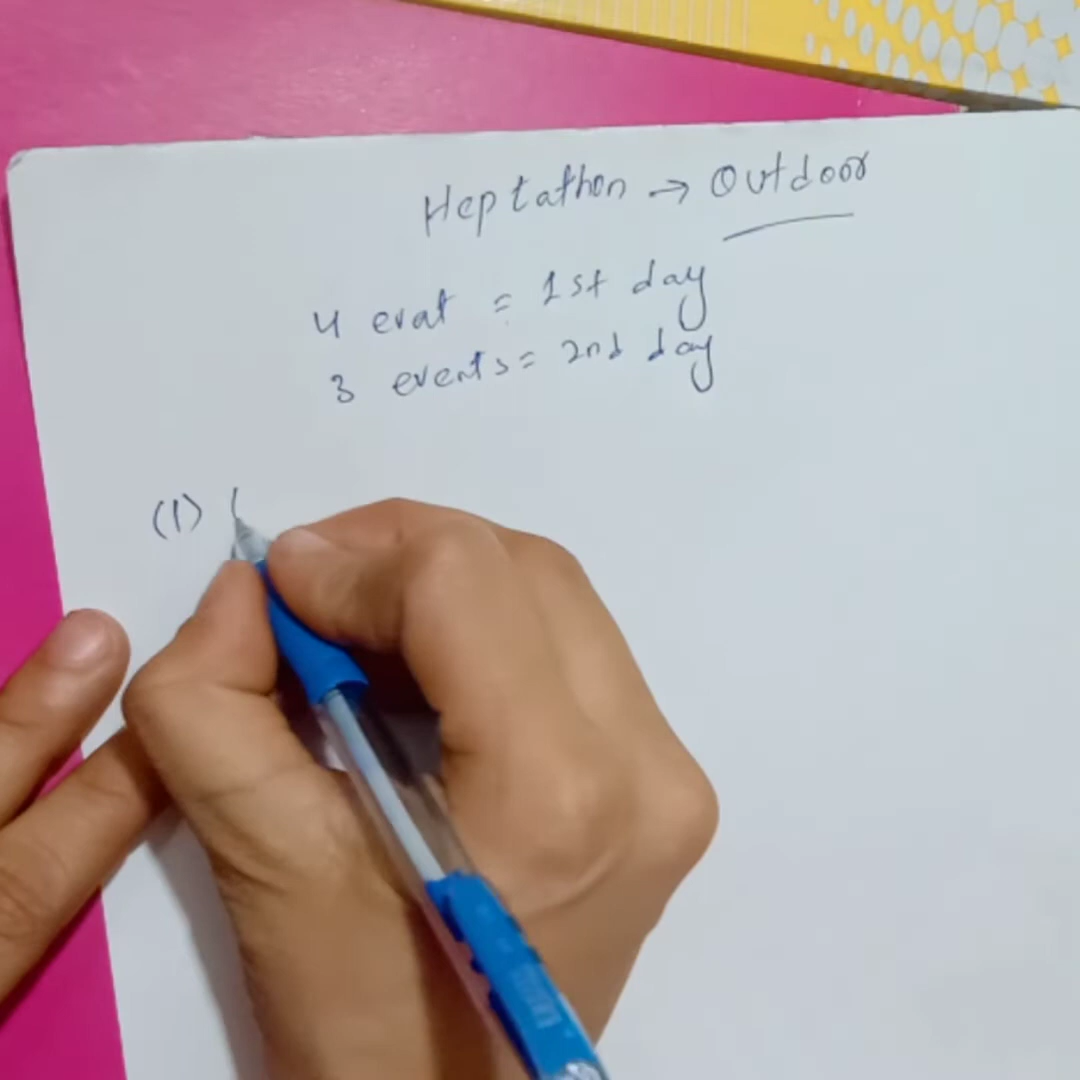 Heptathon → Outdoor
4 evat = 1st day
3 events = 2nd day
(1) (